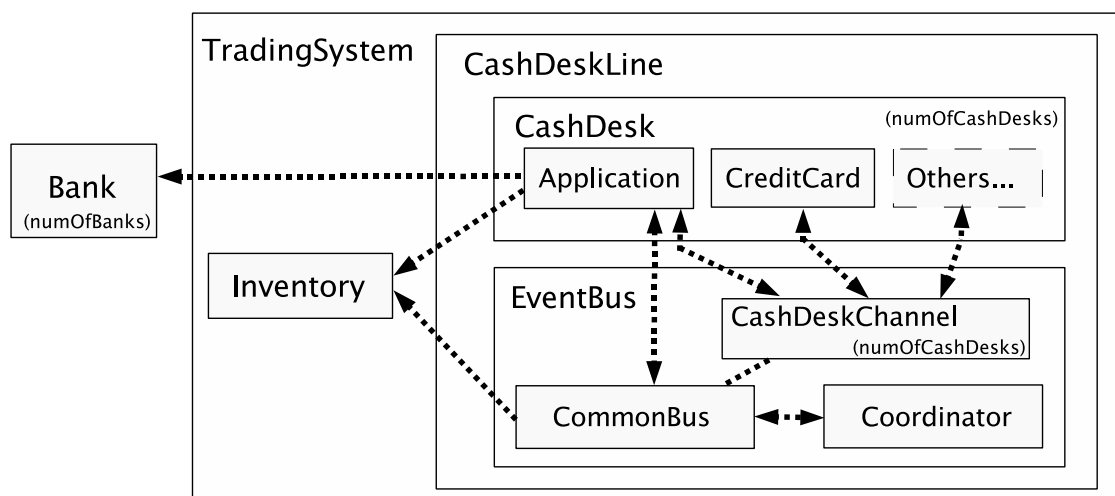 TradingSystem
CashDeskLine
(numOfCashDesks)
CashDesk
Application
CreditCard
Others...
Bank
(numOfBanks)
Inventory
EventBus
CashDeskChannel
(numOfCashDesks)
CommonBus
Coordinator